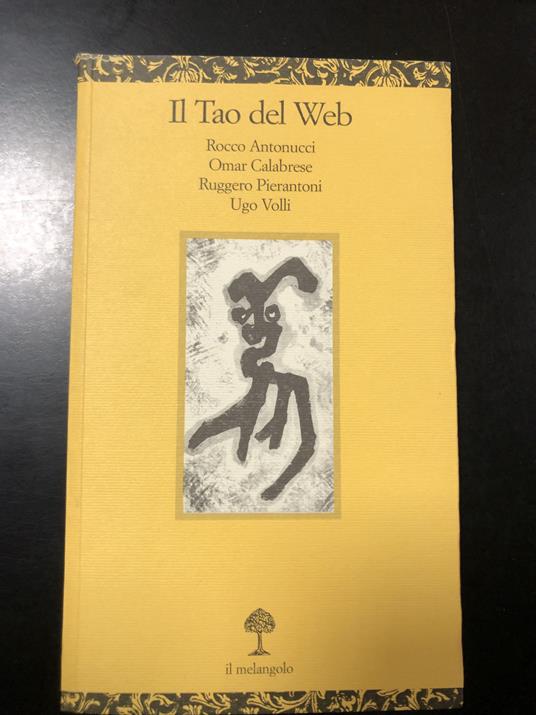 Il Tao del Web
Rocco Antonucci
Omar Calabrese
Ruggero Pierantoni
Ugo Volli
il melangolo